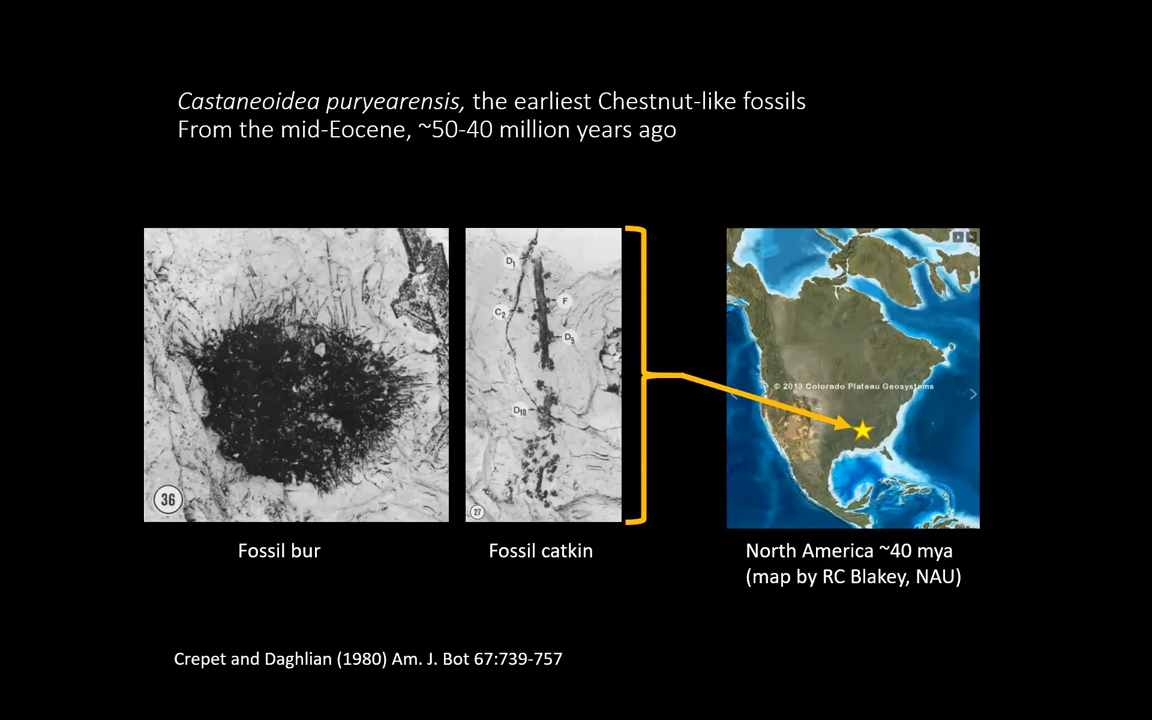 Castaneoidea puryearensis, the earliest Chestnut-like fossils
From the mid-Eocene, ~50-40 million years ago
D1
F
C2
D5
D10
36
27
© 2013 Colorado Plateau Geosystems
Fossil bur
Fossil catkin
North America ~40 mya
(map by RC Blakey, NAU)
Crepet and Daghlian (1980) Am. J. Bot 67:739-757